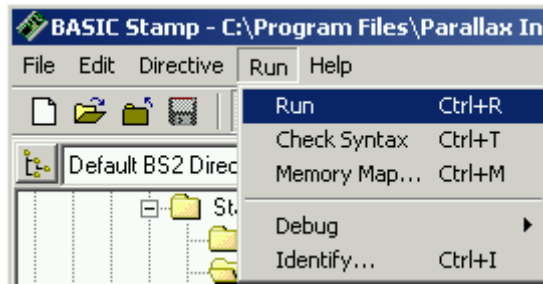 BASIC Stamp - C:\Program Files\Parallax In
File Edit Directive Run Help
Run Ctrl+R
Check Syntax Ctrl+T
Default BS2 Direc
Memory Map... Ctrl+M
St
Debug
Identify... Ctrl+I